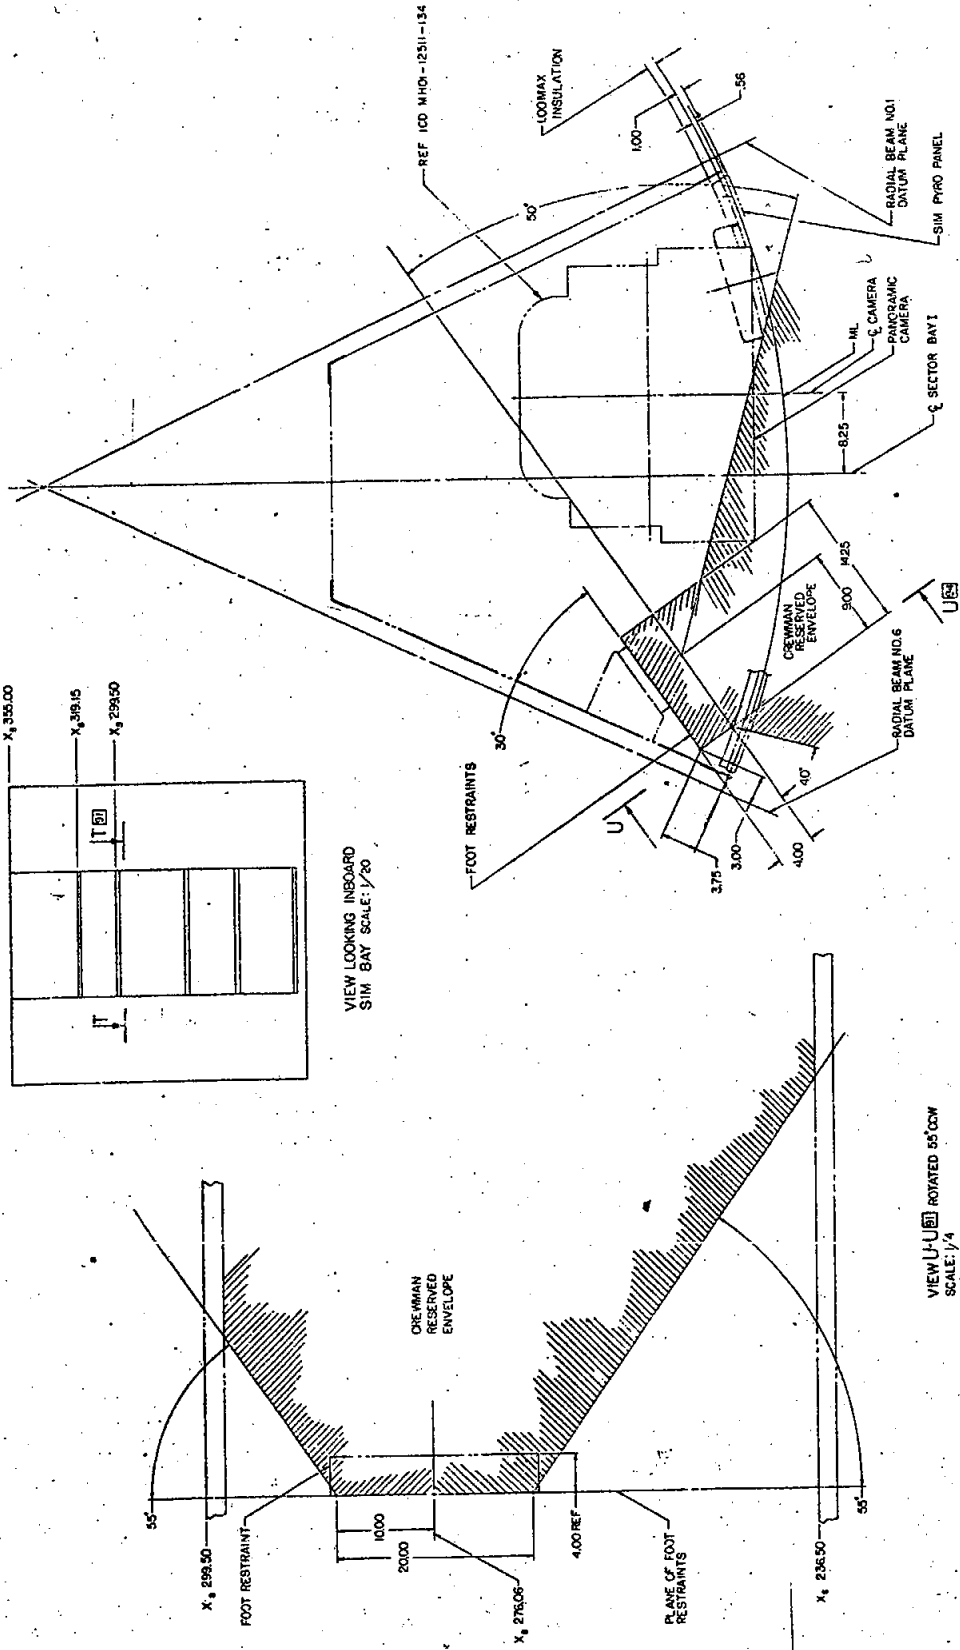 REF ICD MH01-12511-134
100MAX
INSULATION
1.00
.56
50°
RADIAL BEAM NO.1
DATUM PLANE
SIM PYRO PANEL
ML
℄ CAMERA
PANORAMIC
CAMERA
℄ SECTOR BAY I
8.25
14.25
9.00
CREWMAN
RESERVED
ENVELOPE
U 84
RADIAL BEAM NO.6
DATUM PLANE
40°
30°
FOOT RESTRAINTS
U
3.75
3.00
4.00
Xs 355.00
Xs 319.15
Xs 299.50
T 91
T
VIEW LOOKING INBOARD
SIM BAY SCALE: 1/20
55°
Xs 299.50
FOOT RESTRAINT
CREWMAN
RESERVED
ENVELOPE
10.00
20.00
Xs 276.06
4.00 REF
PLANE OF FOOT
RESTRAINTS
Xs 236.50
55°
VIEW U-U 91 ROTATED 55° CCW
SCALE: 1/4